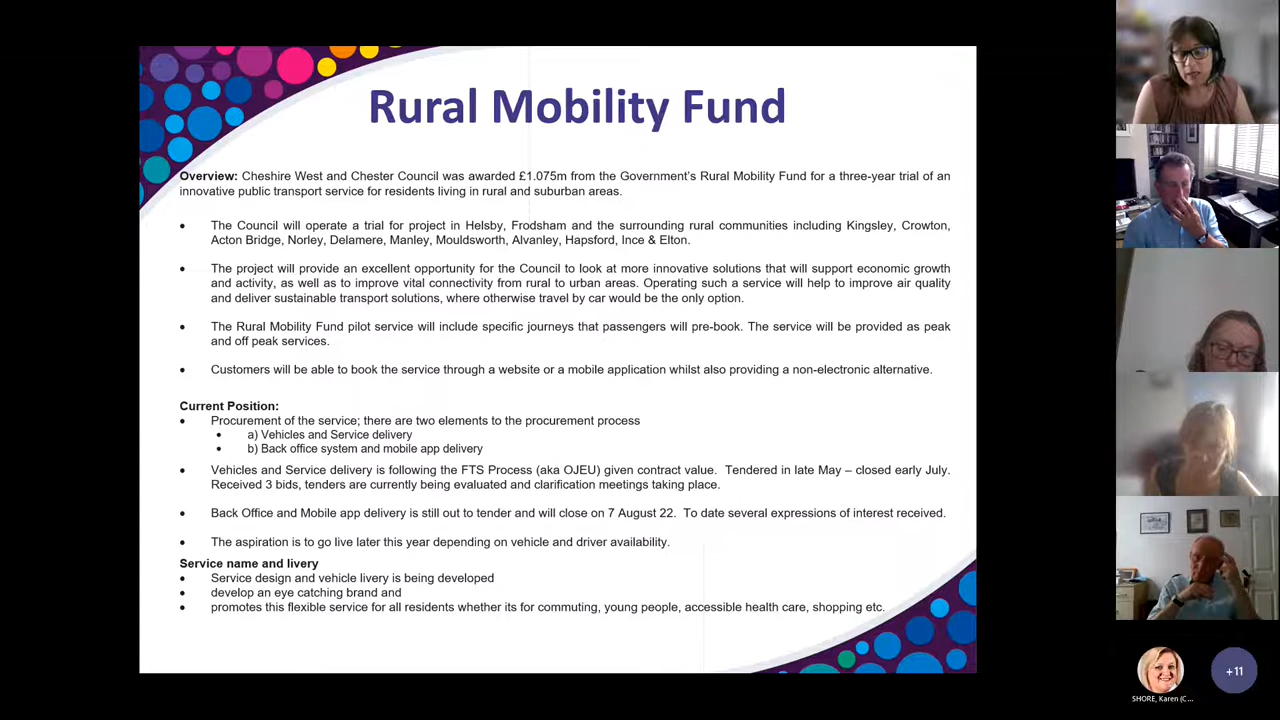 Rural Mobility Fund
Overview: Cheshire West and Chester Council was awarded £1.075m from the Government's Rural Mobility Fund for a three-year trial of an
innovative public transport service for residents living in rural and suburban areas.
• The Council will operate a trial for project in Helsby, Frodsham and the surrounding rural communities including Kingsley, Crowton,
Acton Bridge, Norley, Delamere, Manley, Mouldsworth, Alvanley, Hapsford, Ince & Elton.
• The project will provide an excellent opportunity for the Council to look at more innovative solutions that will support economic growth
and activity, as well as to improve vital connectivity from rural to urban areas. Operating such a service will help to improve air quality
and deliver sustainable transport solutions, where otherwise travel by car would be the only option.
• The Rural Mobility Fund pilot service will include specific journeys that passengers will pre-book. The service will be provided as peak
and off peak services.
• Customers will be able to book the service through a website or a mobile application whilst also providing a non-electronic alternative.
Current Position:
• Procurement of the service; there are two elements to the procurement process
• a) Vehicles and Service delivery
• b) Back office system and mobile app delivery
• Vehicles and Service delivery is following the FTS Process (aka OJEU) given contract value. Tendered in late May – closed early July.
Received 3 bids, tenders are currently being evaluated and clarification meetings taking place.
• Back Office and Mobile app delivery is still out to tender and will close on 7 August 22. To date several expressions of interest received.
• The aspiration is to go live later this year depending on vehicle and driver availability.
Service name and livery
• Service design and vehicle livery is being developed
• develop an eye catching brand and
• promotes this flexible service for all residents whether its for commuting, young people, accessible health care, shopping etc.
+11
SHORE, Karen (C...